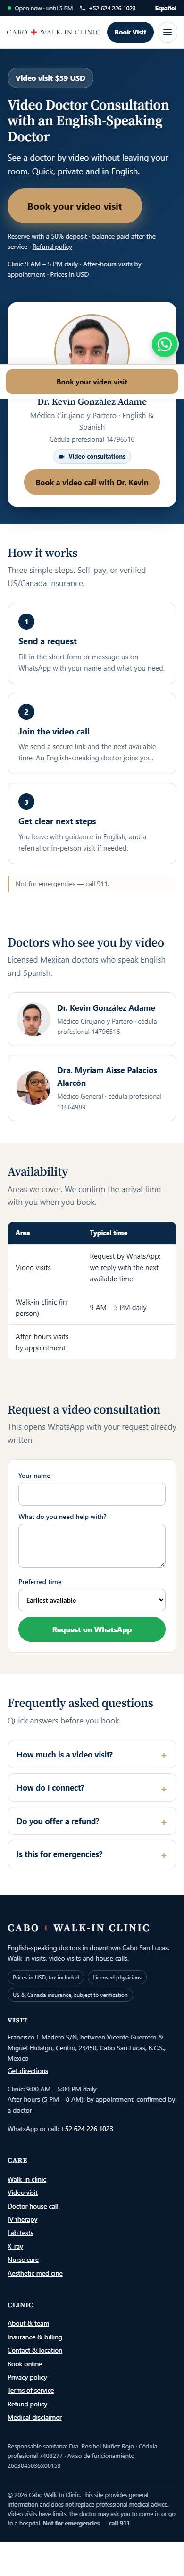 Open now · until 5 PM +52 624 226 1023 Español
CABO + WALK-IN CLINIC Book Visit
Video visit $59 USD
Video Doctor Consultation
with an English-Speaking
Doctor
See a doctor by video without leaving your
room. Quick, private and in English.
Book your video visit
Reserve with a 50% deposit · balance paid after the
service · Refund policy
Clinic 9 AM – 5 PM daily · After-hours visits by
appointment · Prices in USD
Book your video visit
Dr. Kevin González Adame
Médico Cirujano y Partero · English &
Spanish
Cédula profesional 14796516
Video consultations
Book a video call with Dr. Kevin
How it works
Three simple steps. Self-pay, or verified
US/Canada insurance.
1
Send a request
Fill in the short form or message us on
WhatsApp with your name and what you need.
2
Join the video call
We send a secure link and the next available
time. An English-speaking doctor joins you.
3
Get clear next steps
You leave with guidance in English, and a
referral or in-person visit if needed.
Not for emergencies — call 911.
Doctors who see you by video
Licensed Mexican doctors who speak English
and Spanish.
Dr. Kevin González Adame
Médico Cirujano y Partero · cédula
profesional 14796516
Dra. Myriam Aisse Palacios
Alarcón
Médico General · cédula profesional
11664989
Availability
Areas we cover. We confirm the arrival time
with you when you book.
Area Typical time
Video visits Request by WhatsApp;
we reply with the next
available time
Walk-in clinic (in
person) 9 AM – 5 PM daily
After-hours visits
by appointment
Request a video consultation
This opens WhatsApp with your request already
written.
Your name
What do you need help with?
Preferred time
Earliest available
Request on WhatsApp
Frequently asked questions
Quick answers before you book.
How much is a video visit? +
How do I connect? +
Do you offer a refund? +
Is this for emergencies? +
CABO + WALK-IN CLINIC
English-speaking doctors in downtown Cabo San Lucas.
Walk-in visits, video visits and house calls.
Prices in USD, tax included Licensed physicians
US & Canada insurance, subject to verification
VISIT
Francisco I. Madero S/N, between Vicente Guerrero &
Miguel Hidalgo, Centro, 23450, Cabo San Lucas, B.C.S.,
Mexico
Get directions
Clinic: 9:00 AM – 5:00 PM daily
After hours (5 PM – 8 AM): by appointment, confirmed by
a doctor
WhatsApp or call: +52 624 226 1023
CARE
Walk-in clinic
Video visit
Doctor house call
IV therapy
Lab tests
X-ray
Nurse care
Aesthetic medicine
CLINIC
About & team
Insurance & billing
Contact & location
Book online
Privacy policy
Terms of service
Refund policy
Medical disclaimer
Responsable sanitaria: Dra. Rosibel Núñez Rojo · Cédula
profesional 7408277 · Aviso de funcionamiento
2603045036X00153
© 2026 Cabo Walk-In Clinic. This site provides general
information and does not replace professional medical advice.
Video visits have limits: the doctor may ask you to come in or go
to a hospital. Not for emergencies — call 911.